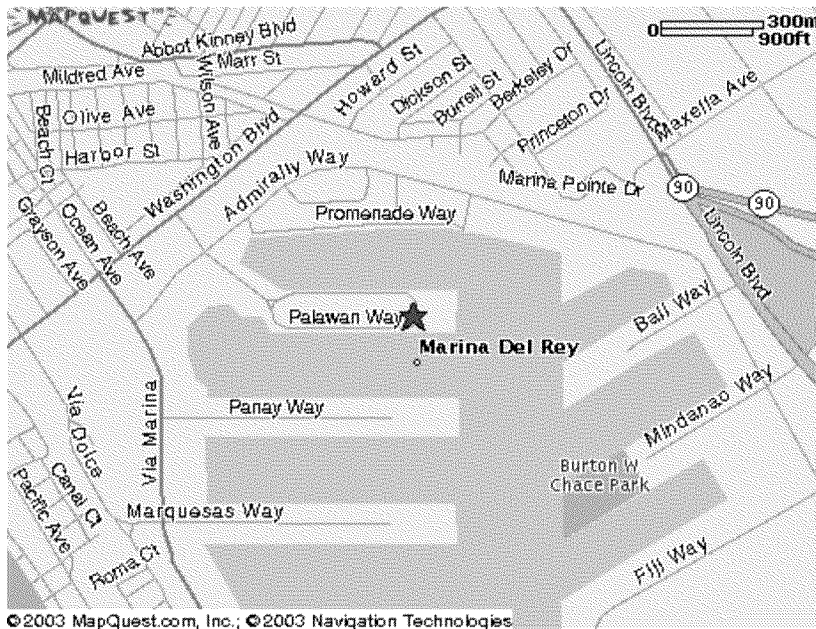 MAPQUEST
300m
0
900ft
Abbot Kinney Blvd
Marr St
Mildred Ave
Wilson Ave
Howard St
Dickson St
Burrell St
Berkeley Dr
Princeton Dr
Lincoln Blvd
Maxella Ave
Beach Ct
Olive Ave
Harbor St
Washington Blvd
Admiralty Way
Marina Pointe Dr
90
90
Grayson Ave
Ocean Ave
Beach Ave
Promenade Way
Lincoln Blvd
Palawan Way
Bali Way
Marina Del Rey
Via Dolce
Via Marina
Panay Way
Mindanao Way
Burton W
Chace Park
Canal Ct
Pacific Ave
Marquesas Way
Roma Ct
Fiji Way
©2003 MapQuest.com, Inc.; ©2003 Navigation Technologies